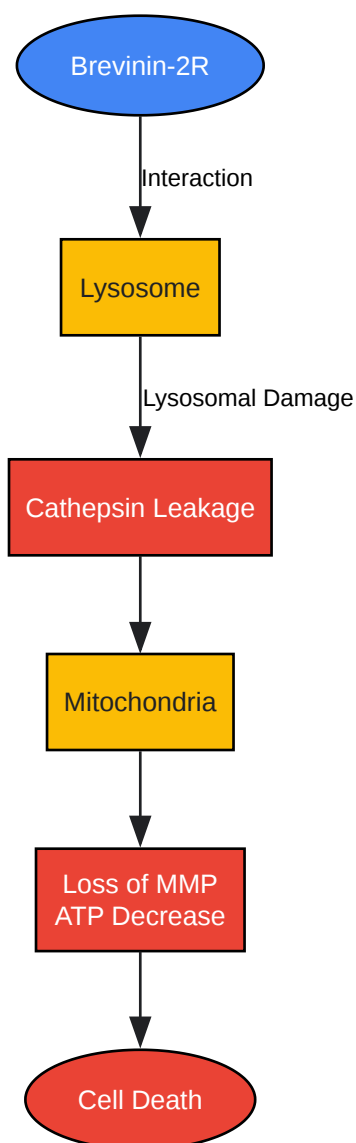 Brevinin-2R
Interaction
Lysosome
Lysosomal Damage
Cathepsin Leakage
Mitochondria
Loss of MMP
ATP Decrease
Cell Death